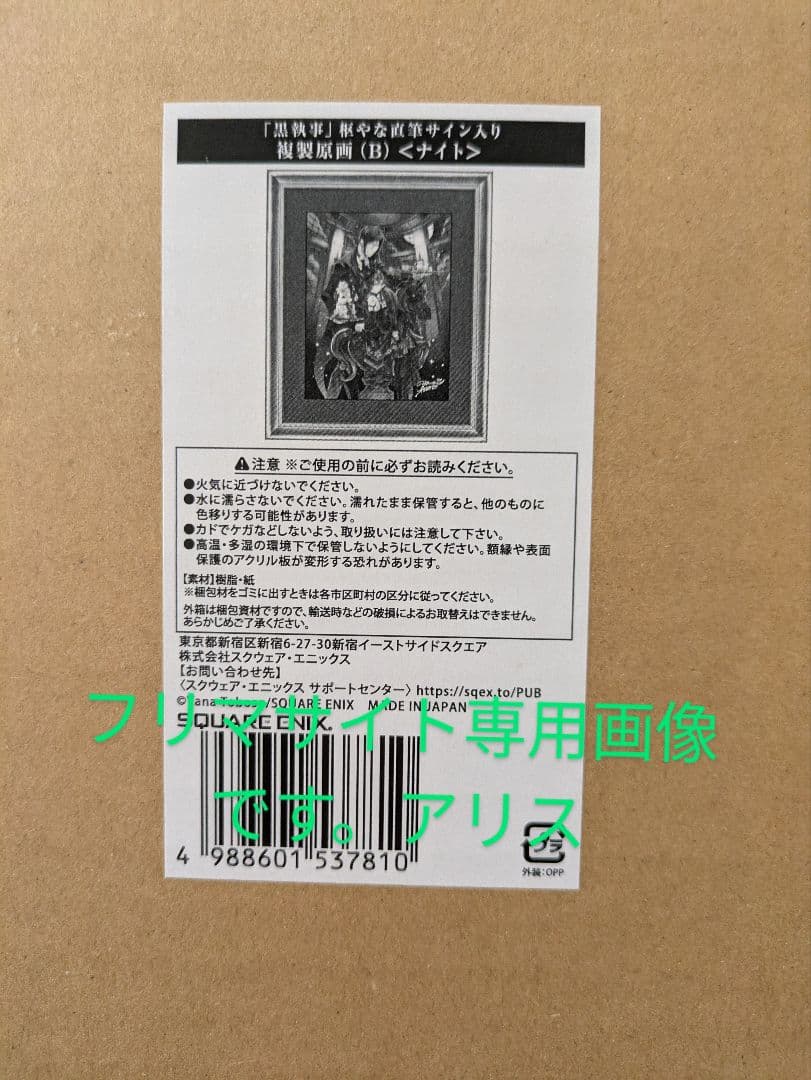 「黒執事」枢やな直筆サイン入り
複製原画(B)<ナイト>
⚠注意 ※ご使用の前に必ずお読みください。
●火気に近づけないでください。
●水に濡らさないでください。濡れたまま保管すると、他のものに
色移りする可能性があります。
●カドでケガなどしないよう、取り扱いには注意して下さい。
●高温・多湿の環境下で保管しないようにしてください。額縁や表面
保護のアクリル板が変形する恐れがあります。
【素材】樹脂・紙
※梱包材をゴミに出すときは各市区町村の区分に従ってください。
外箱は梱包資材ですので、輸送時などの破損によるお取替えはできません。
あらかじめご了承ください。
東京都新宿区新宿6-27-30新宿イーストサイドスクエア
株式会社スクウェア・エニックス
【お問い合わせ先】
〈スクウェア・エニックス サポートセンター〉https://sqex.to/PUB
©Yana Toboso/SQUARE ENIX MADE IN JAPAN
SQUARE ENIX.
フリマサイト専用画像
です。アリス
4 988601 537810
プラ
外装:OPP